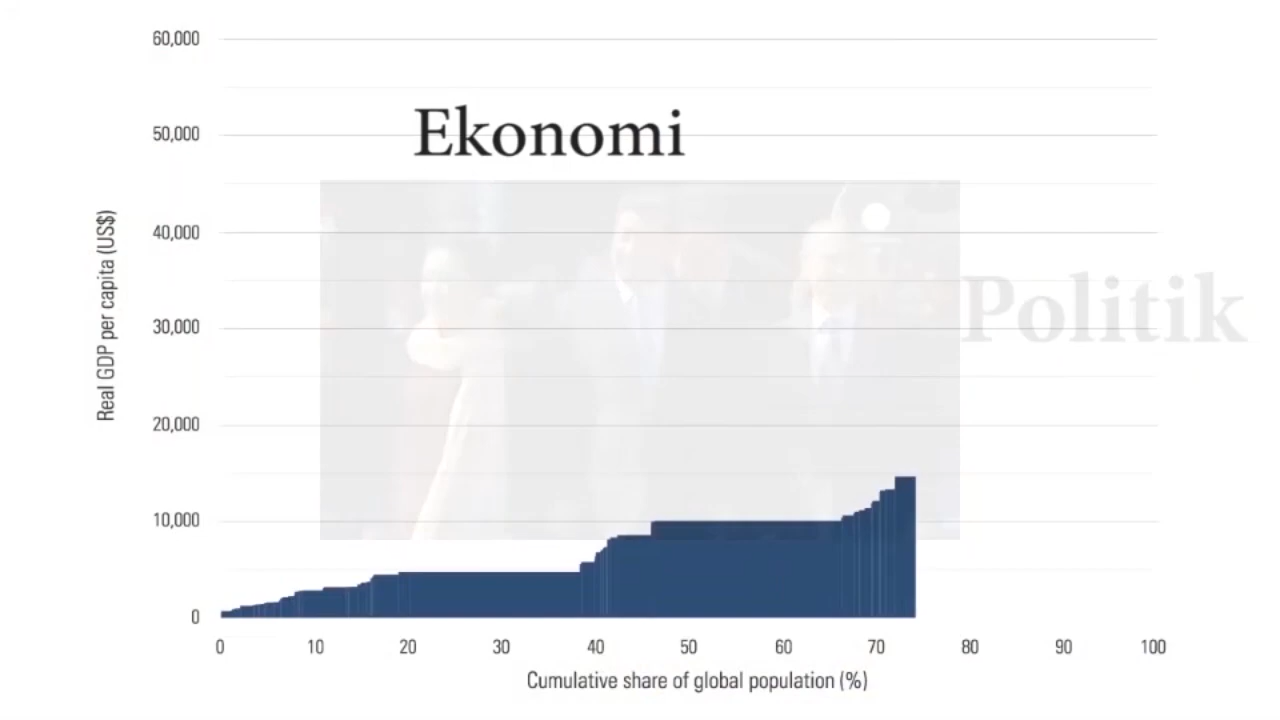 60,000
50,000
Ekonomi
40,000
Politik
30,000
20,000
10,000
0
Real GDP per capita (US$)
0 10 20 30 40 50 60 70 80 90 100
Cumulative share of global population (%)